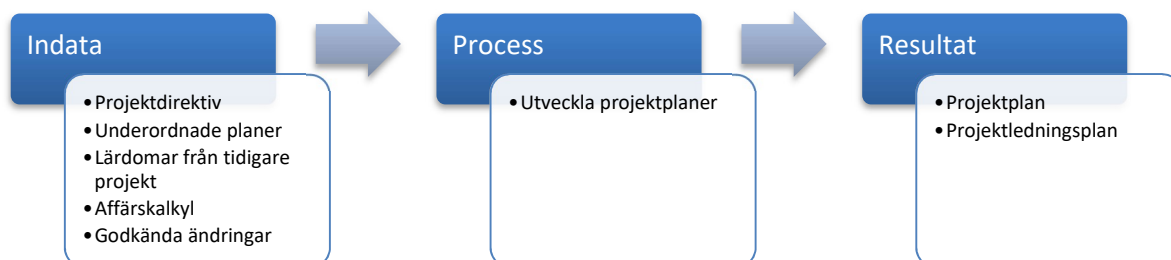 Indata
•Projektdirektiv
•Underordnade planer
•Lärdomar från tidigare
projekt
•Affärskalkyl
•Godkända ändringar
Process
•Utveckla projektplaner
Resultat
•Projektplan
•Projektledningsplan